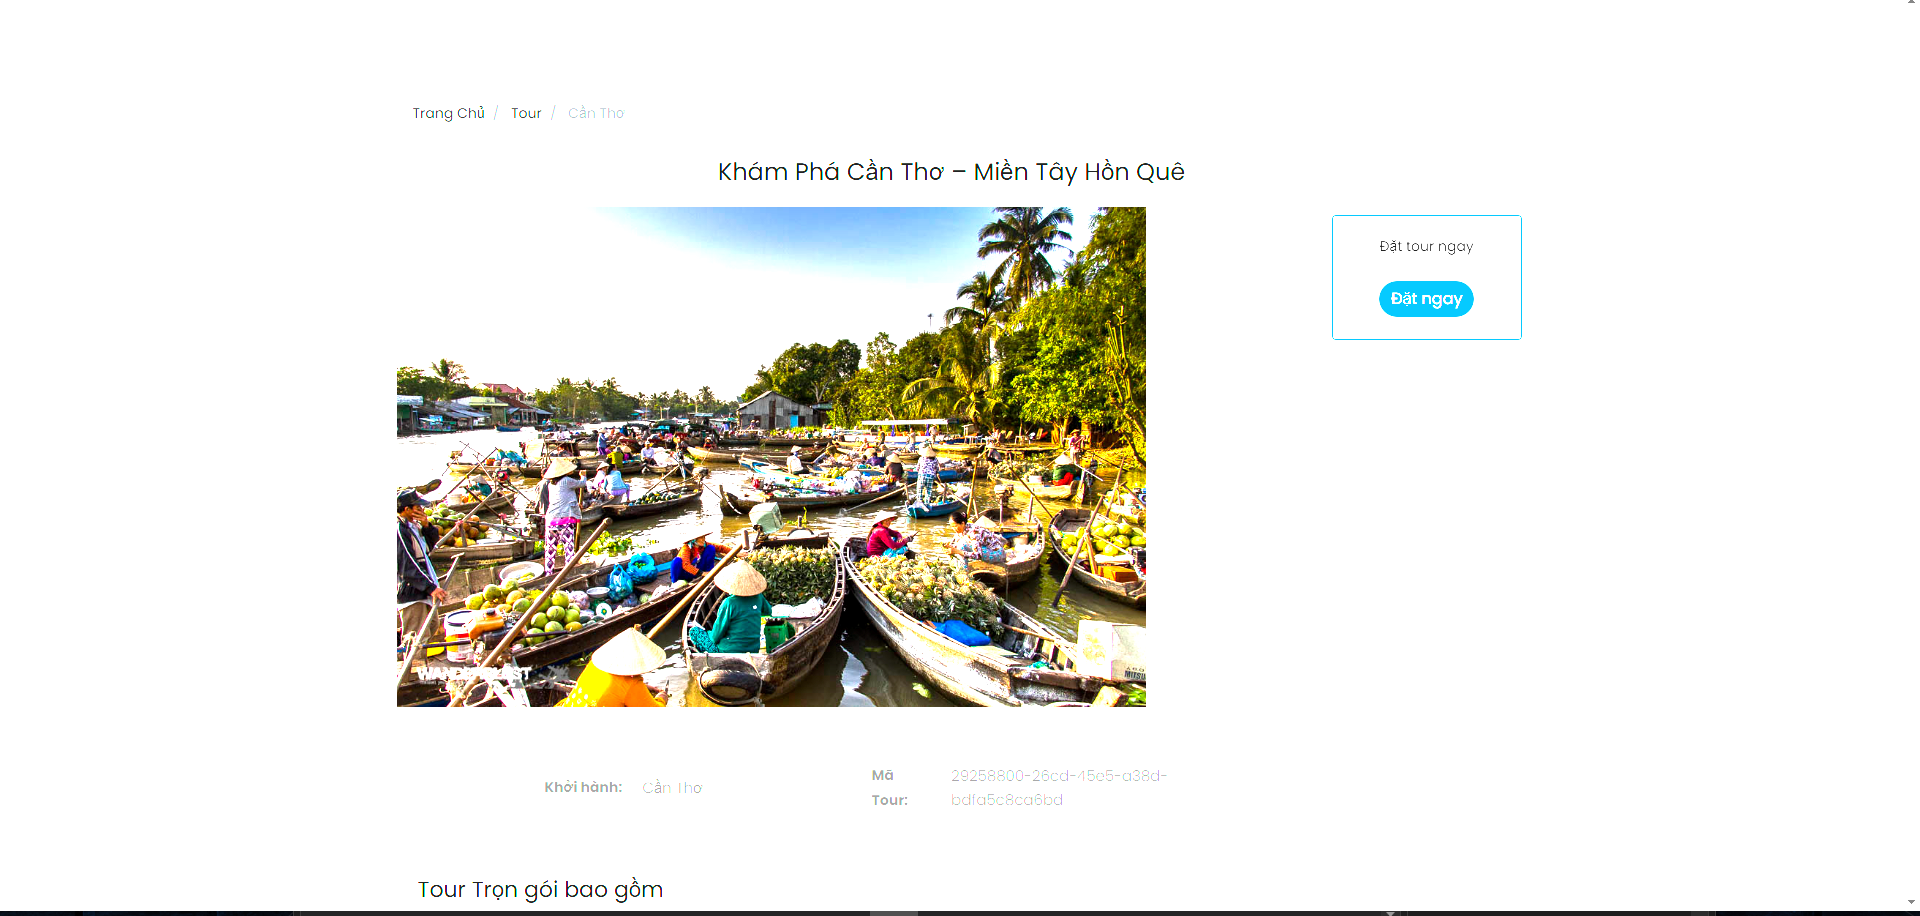 Trang Chủ / Tour / Cần Thơ
Khám Phá Cần Thơ – Miền Tây Hồn Quê
Đặt tour ngay
Đặt ngay
Khởi hành: Cần Thơ
Mã Tour: 29258800-26cd-45e5-a38d-
bdfa5c8ca6bd
Tour Trọn gói bao gồm